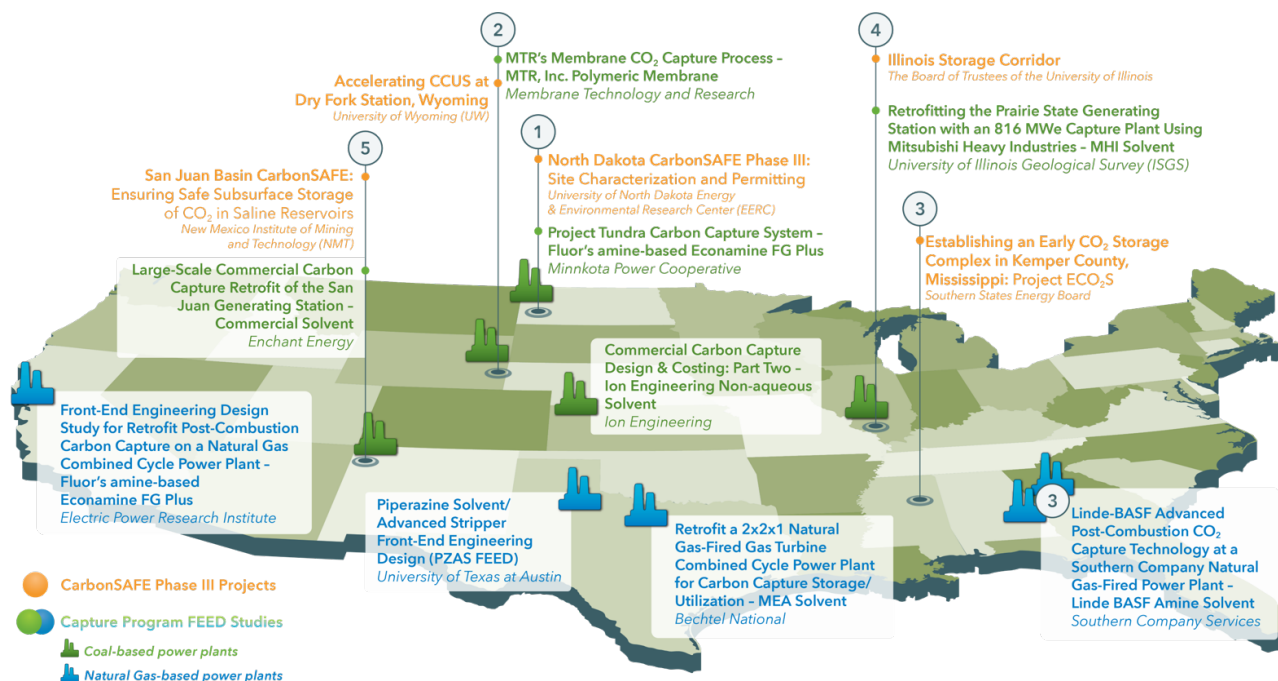 2
MTR's Membrane CO₂ Capture Process –
MTR, Inc. Polymeric Membrane
Membrane Technology and Research
Accelerating CCUS at
Dry Fork Station, Wyoming
University of Wyoming (UW)
4
Illinois Storage Corridor
The Board of Trustees of the University of Illinois
Retrofitting the Prairie State Generating
Station with an 816 MWe Capture Plant Using
Mitsubishi Heavy Industries – MHI Solvent
University of Illinois Geological Survey (ISGS)
5
San Juan Basin CarbonSAFE:
Ensuring Safe Subsurface Storage
of CO₂ in Saline Reservoirs
New Mexico Institute of Mining
and Technology (NMT)
Large-Scale Commercial Carbon
Capture Retrofit of the San
Juan Generating Station –
Commercial Solvent
Enchant Energy
1
North Dakota CarbonSAFE Phase III:
Site Characterization and Permitting
University of North Dakota Energy
& Environmental Research Center (EERC)
Project Tundra Carbon Capture System –
Fluor's amine-based Econamine FG Plus
Minnkota Power Cooperative
3
Establishing an Early CO₂ Storage
Complex in Kemper County,
Mississippi: Project ECO₂S
Southern States Energy Board
Commercial Carbon Capture
Design & Costing: Part Two –
Ion Engineering Non-aqueous
Solvent
Ion Engineering
Front-End Engineering Design
Study for Retrofit Post-Combustion
Carbon Capture on a Natural Gas
Combined Cycle Power Plant –
Fluor's amine-based
Econamine FG Plus
Electric Power Research Institute
Piperazine Solvent/
Advanced Stripper
Front-End Engineering
Design (PZAS FEED)
University of Texas at Austin
Retrofit a 2x2x1 Natural
Gas-Fired Gas Turbine
Combined Cycle Power Plant
for Carbon Capture Storage/
Utilization – MEA Solvent
Bechtel National
3
Linde-BASF Advanced
Post-Combustion CO₂
Capture Technology at a
Southern Company Natural
Gas-Fired Power Plant –
Linde BASF Amine Solvent
Southern Company Services
CarbonSAFE Phase III Projects
Capture Program FEED Studies
Coal-based power plants
Natural Gas-based power plants